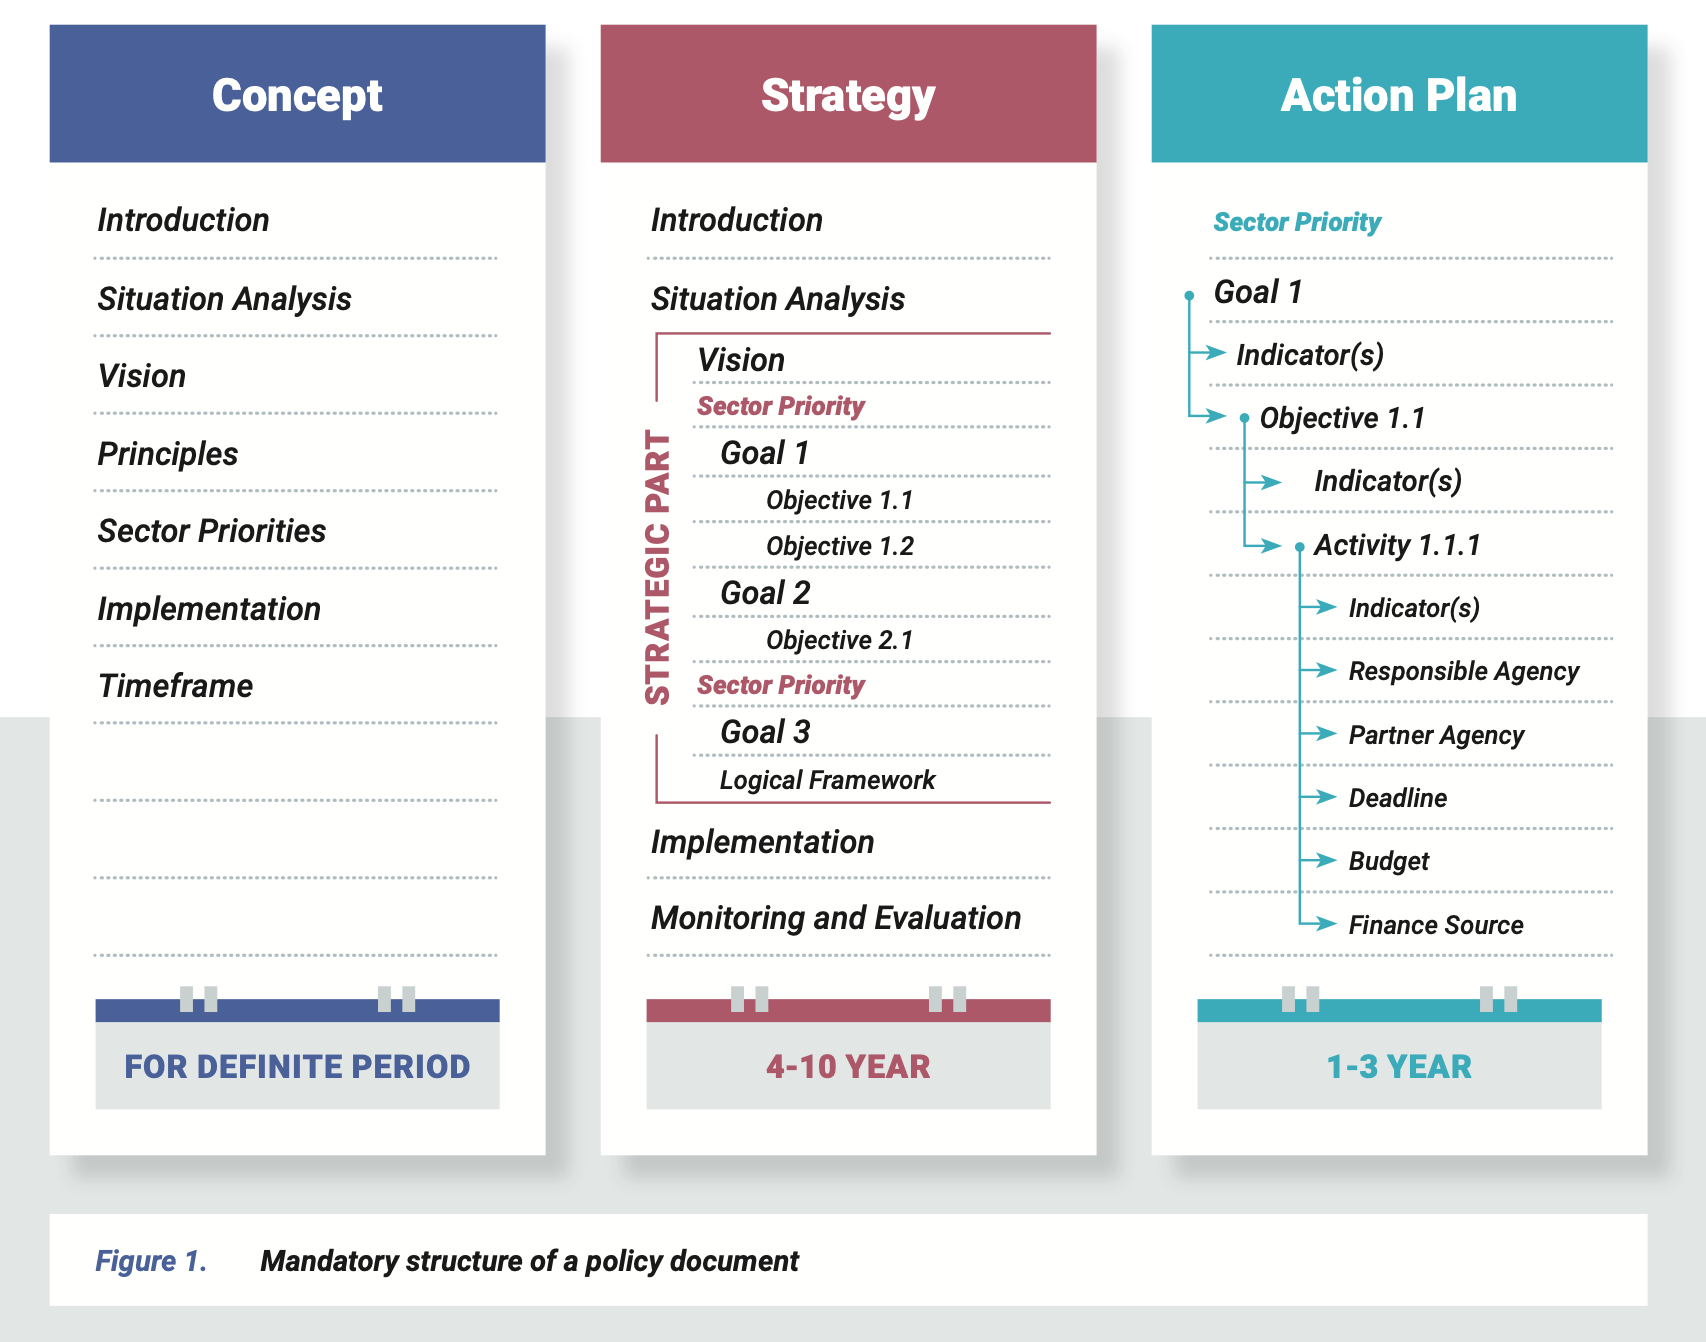 Concept
Introduction
Situation Analysis
Vision
Principles
Sector Priorities
Implementation
Timeframe
FOR DEFINITE PERIOD
Strategy
Introduction
Situation Analysis
STRATEGIC PART
Vision
Sector Priority
Goal 1
Objective 1.1
Objective 1.2
Goal 2
Objective 2.1
Sector Priority
Goal 3
Logical Framework
Implementation
Monitoring and Evaluation
4-10 YEAR
Action Plan
Sector Priority
Goal 1
Indicator(s)
Objective 1.1
Indicator(s)
Activity 1.1.1
Indicator(s)
Responsible Agency
Partner Agency
Deadline
Budget
Finance Source
1-3 YEAR
Figure 1. Mandatory structure of a policy document